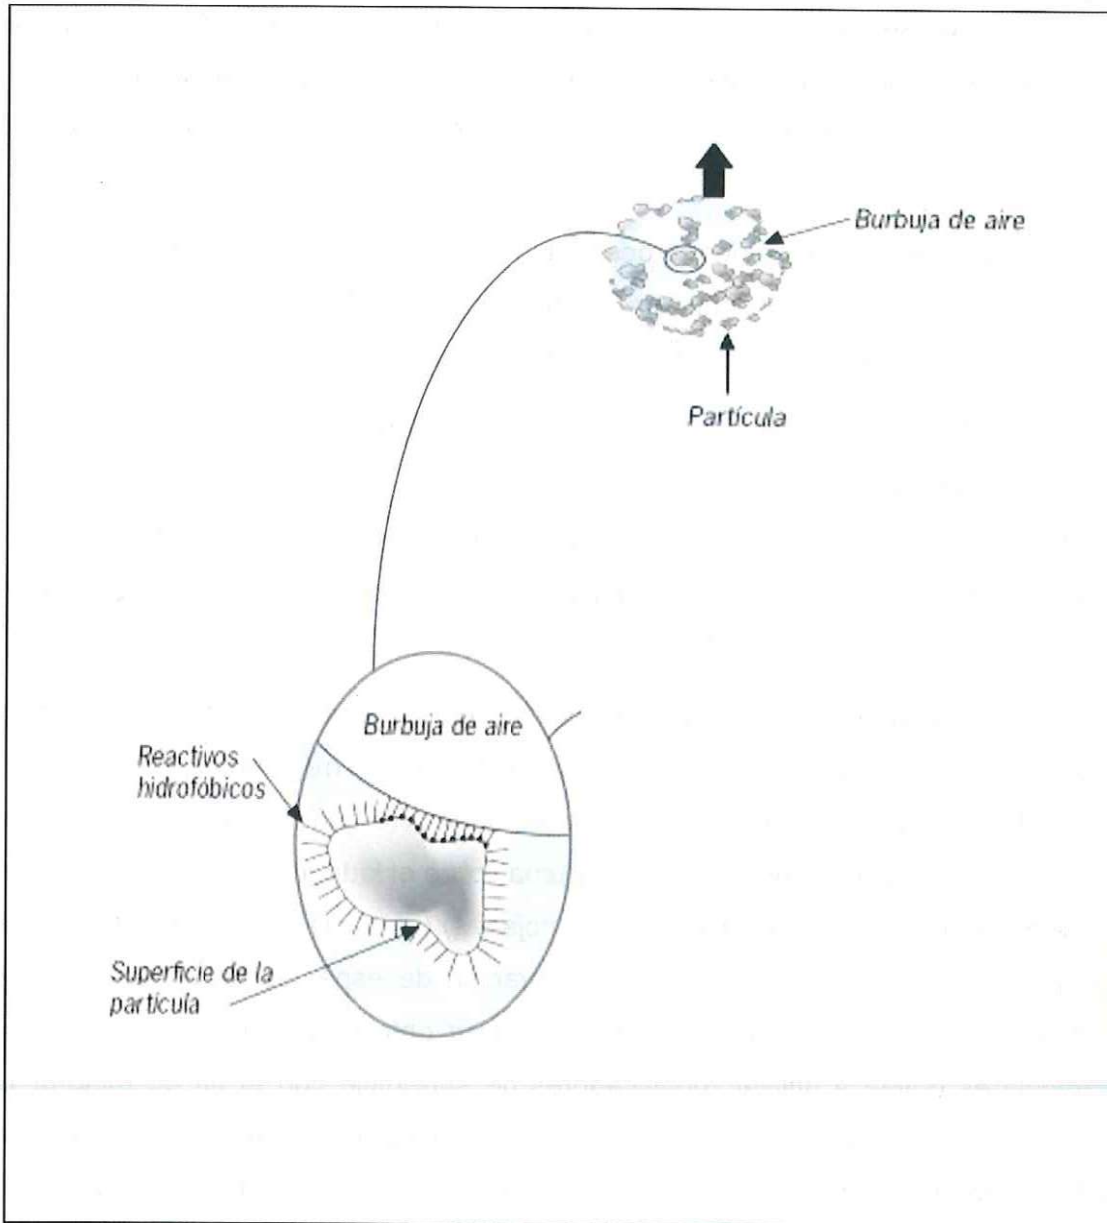 Burbuja de aire
Partícula
Burbuja de aire
Reactivos
hidrofóbicos
Superficie de la
partícula